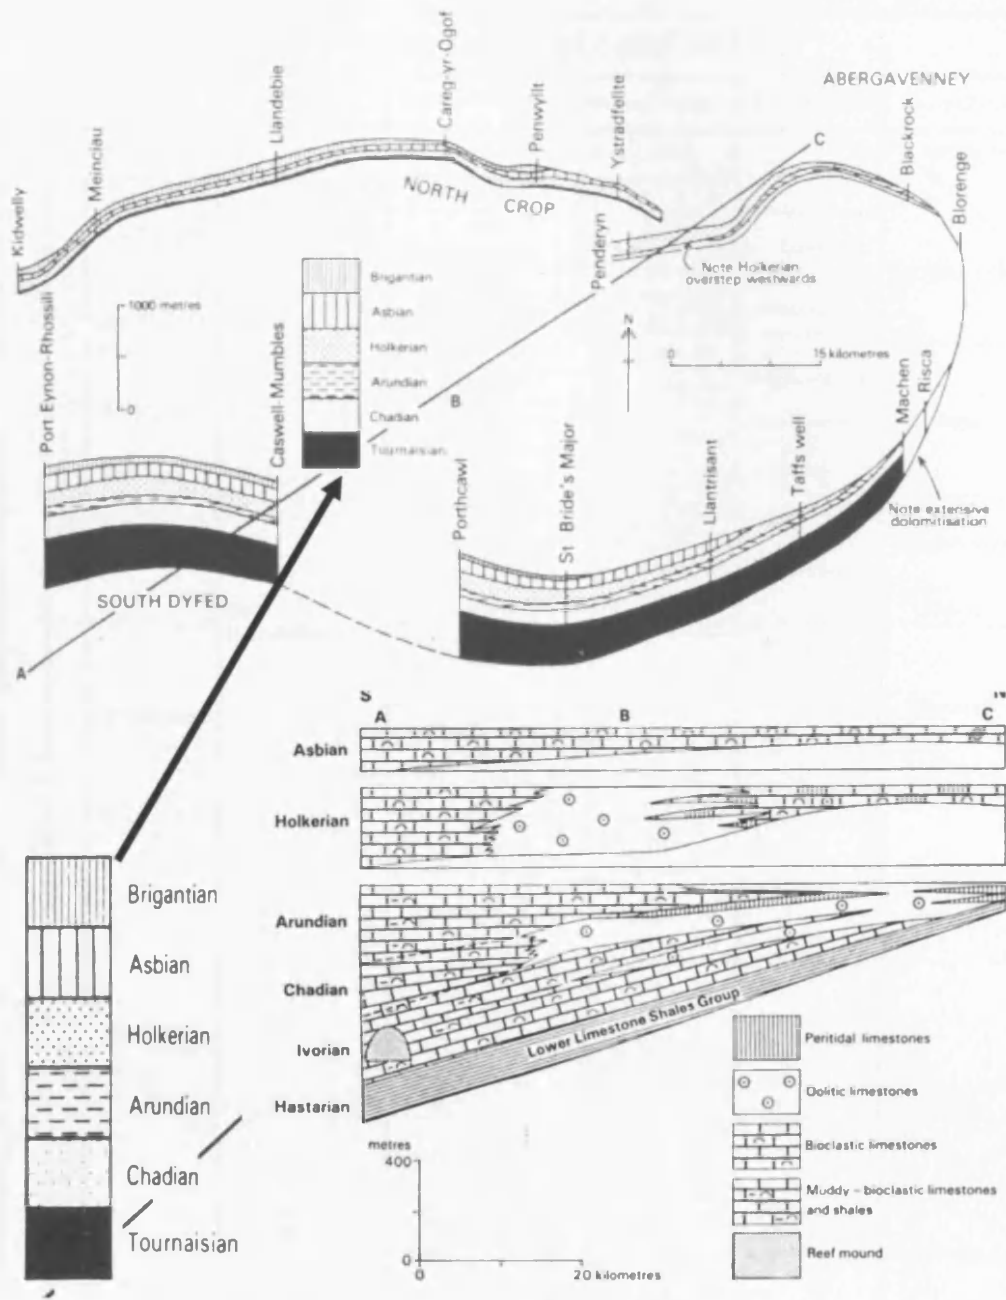 ABERGAVENNEY
C
Kidwelly
Meinciau
Llandebie
Careg-yr-Ogof
Penwyllt
Ystradfellte
Blackrock
Blorenge
NORTH CROP
Penderyn
Note Holkerian
overstep westwards
Brigantian
Asbian
Holkerian
Arundian
Chadian
Tournaisian
1000 metres
0
N
0
15 kilometres
Port Eynon-Rhossili
Caswell-Mumbles
B
Machen
Risca
Taffs well
Llantrisant
St Bride's Major
Porthcawl
Note extensive
dolomitisation
SOUTH DYFED
A
S
A
B
C
Asbian
Holkerian
Arundian
Chadian
Ivorian
Hastarian
Lower Limestone Shales Group
Brigantian
Asbian
Holkerian
Arundian
Chadian
Tournaisian
Peritidal limestones
Oolitic limestones
Bioclastic limestones
Muddy - bioclastic limestones
and shales
Reef mound
metres
400
0
0
20 kilometres